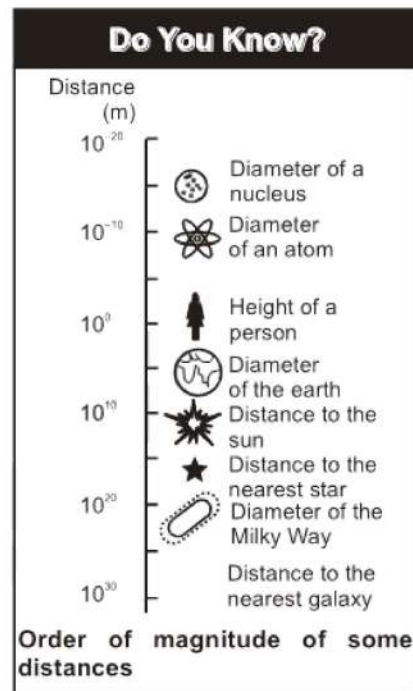 Do You Know?
Distance
(m)
10⁻²⁰
Diameter of a
nucleus
10⁻¹⁰
Diameter
of an atom
Height of a
10⁰
person
Diameter
of the earth
10¹⁰
Distance to the
sun
Distance to the
nearest star
10²⁰
Diameter of the
Milky Way
Distance to the
10³⁰
nearest galaxy
Order of magnitude of some
distances